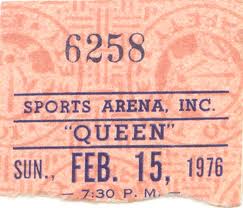 6258
SPORTS ARENA, INC.
"QUEEN"
SUN., FEB. 15, 1976
— 7:30 P. M. —